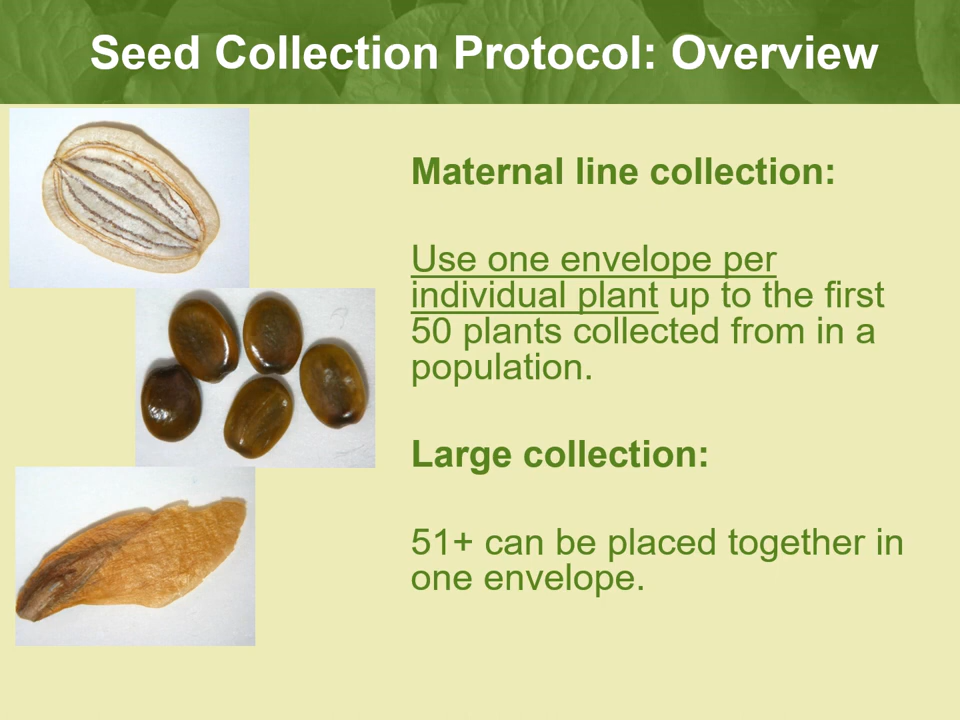 Seed Collection Protocol: Overview
Maternal line collection:
Use one envelope per
individual plant up to the first
50 plants collected from in a
population.
Large collection:
51+ can be placed together in
one envelope.